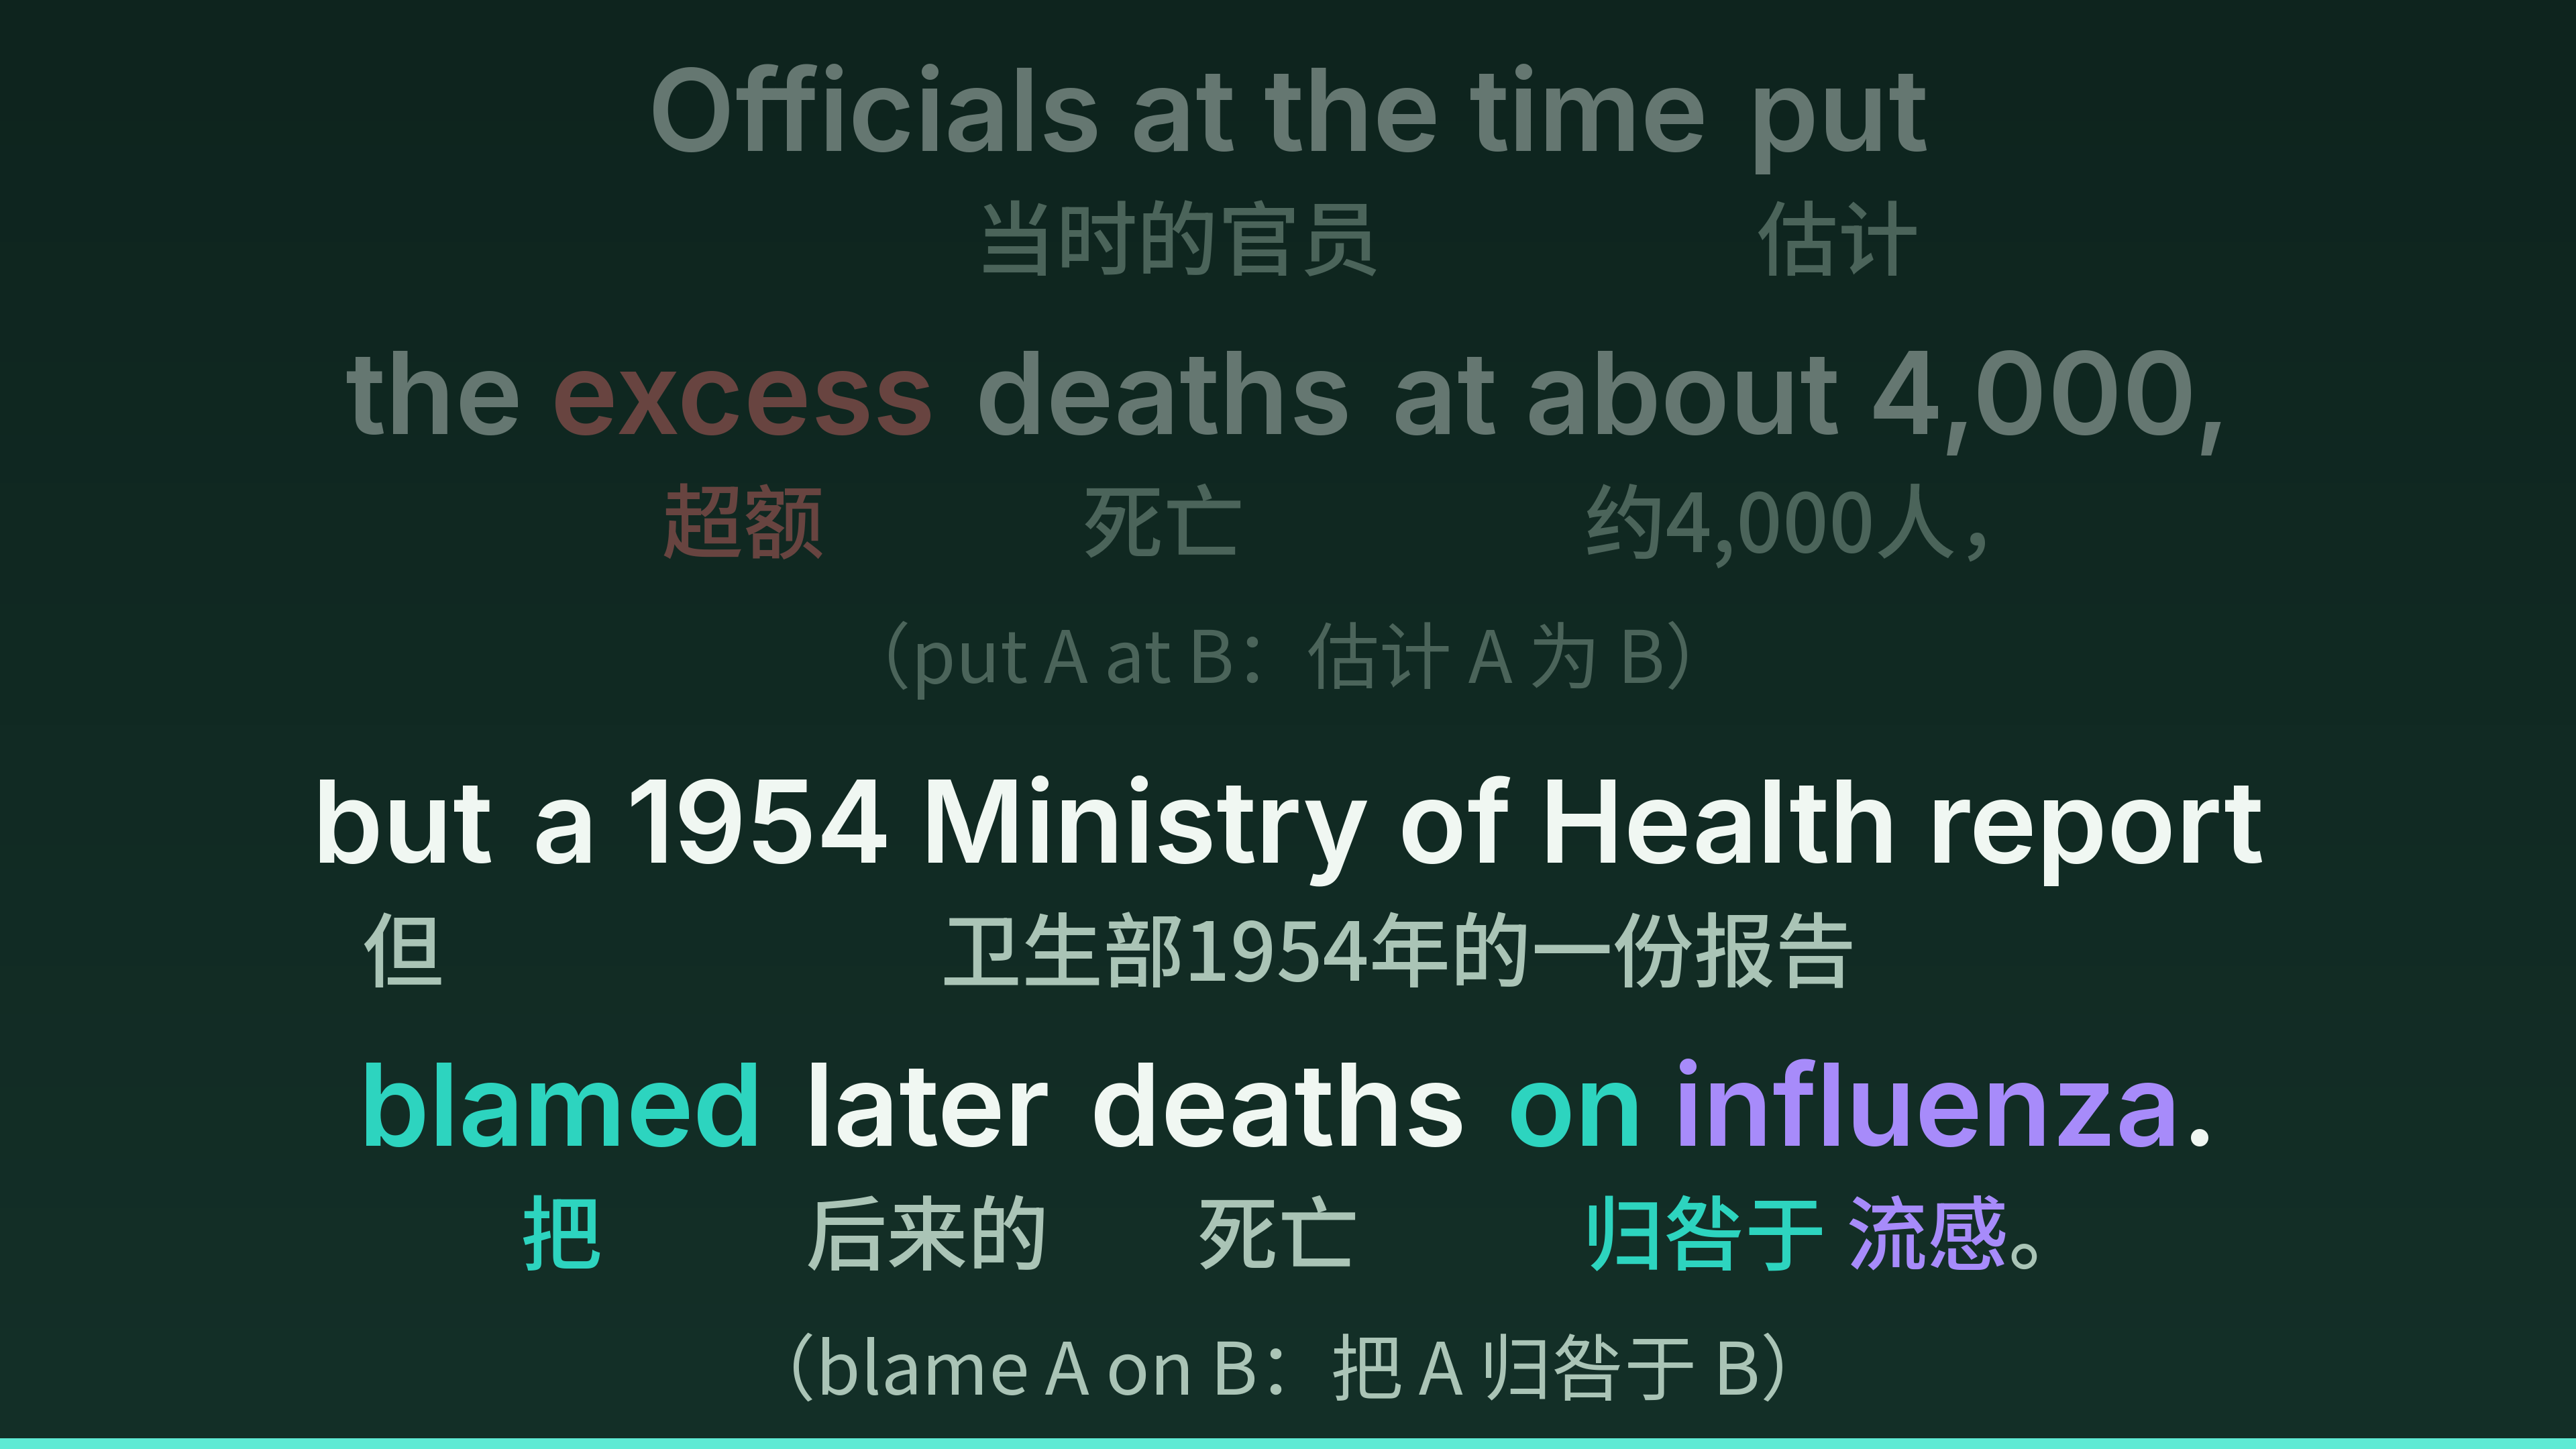 Officials at the time put
当时的官员 估计
the excess deaths at about 4,000,
超额 死亡 约4,000人，
（put A at B：估计 A 为 B）
but a 1954 Ministry of Health report
但 卫生部1954年的一份报告
blamed later deaths on influenza.
把 后来的 死亡 归咎于 流感。
（blame A on B：把 A 归咎于 B）